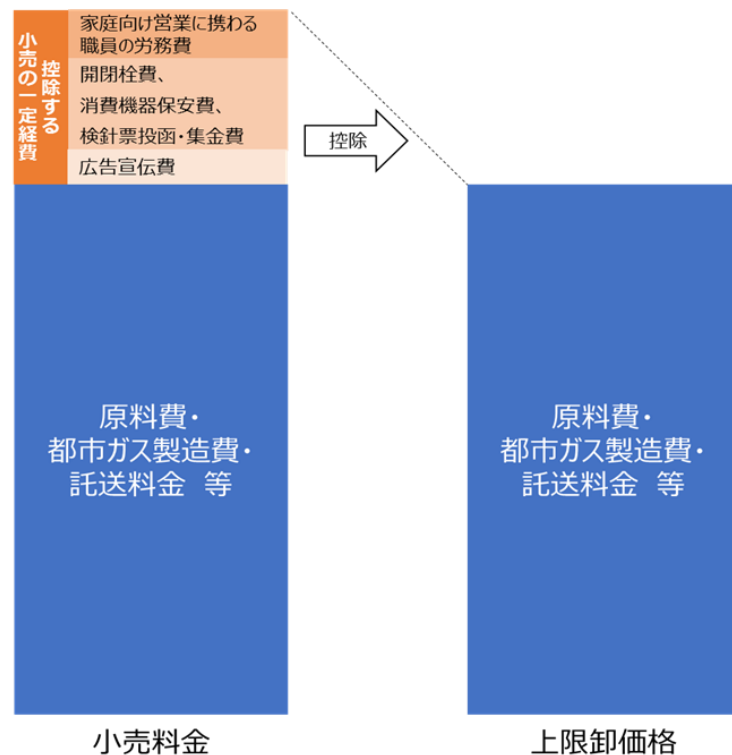 控除する
小売の一定経費
家庭向け営業に携わる
職員の労務費
開閉栓費、
消費機器保安費、
検針票投函・集金費
広告宣伝費
控除
原料費・
都市ガス製造費・
託送料金 等
原料費・
都市ガス製造費・
託送料金 等
小売料金
上限卸価格